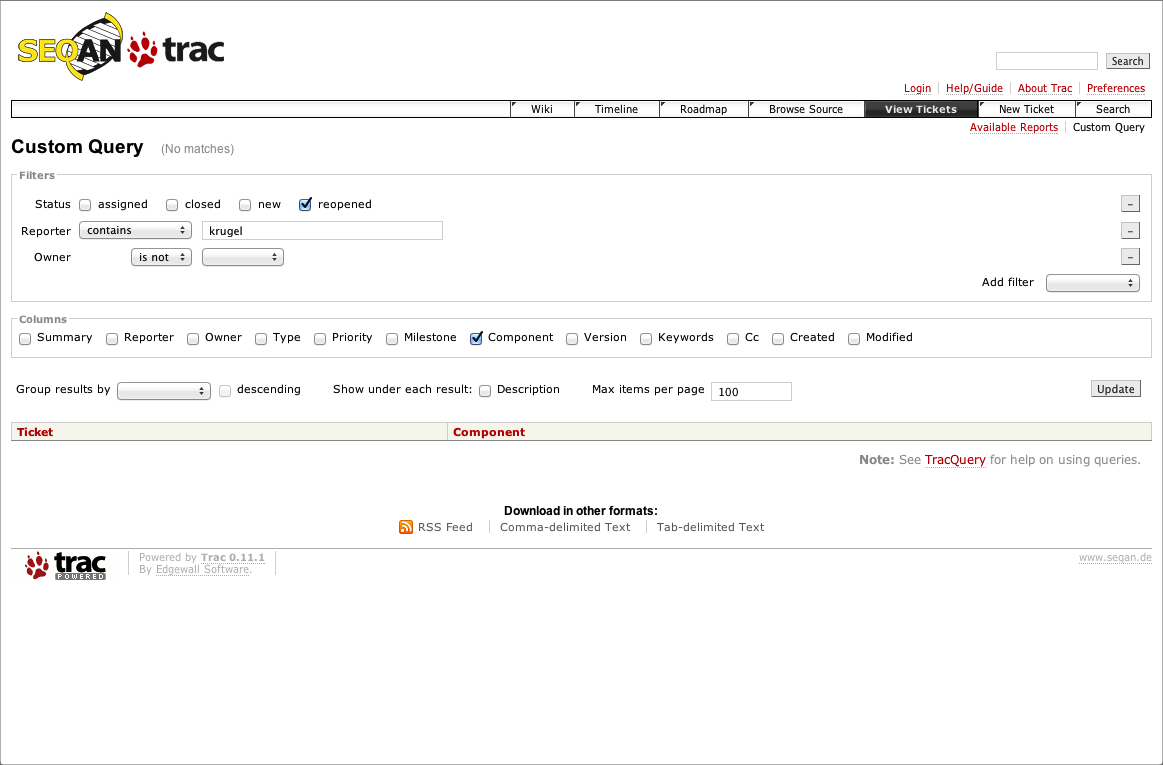 SEQAN trac
Search
Login Help/Guide About Trac Preferences
Wiki Timeline Roadmap Browse Source View Tickets New Ticket Search
Available Reports Custom Query
Custom Query (No matches)
Filters
Status assigned closed new reopened –
Reporter contains krugel –
Owner is not –
Add filter
Columns
Summary Reporter Owner Type Priority Milestone Component Version Keywords Cc Created Modified
Group results by descending Show under each result: Description Max items per page 100 Update
Ticket Component
Note: See TracQuery for help on using queries.
Download in other formats:
RSS Feed Comma-delimited Text Tab-delimited Text
trac POWERED
Powered by Trac 0.11.1
By Edgewall Software.
www.seqan.de